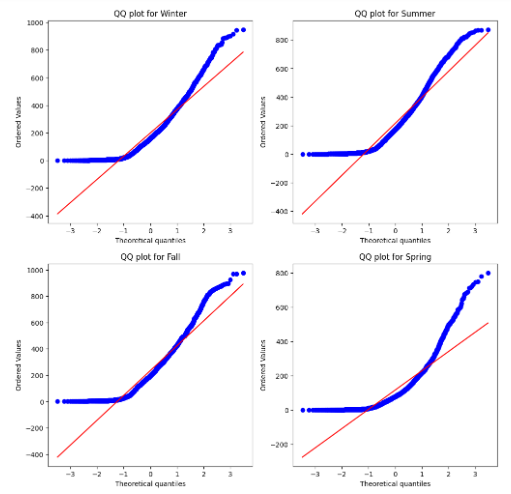 QQ plot for Winter
1000
800
600
400
200
0
−200
−400
Ordered Values
−3 −2 −1 0 1 2 3
Theoretical quantiles
QQ plot for Summer
800
600
400
200
0
−200
−400
Ordered Values
−3 −2 −1 0 1 2 3
Theoretical quantiles
QQ plot for Fall
1000
800
600
400
200
0
−200
−400
Ordered Values
−3 −2 −1 0 1 2 3
Theoretical quantiles
QQ plot for Spring
800
600
400
200
0
−200
Ordered Values
−3 −2 −1 0 1 2 3
Theoretical quantiles